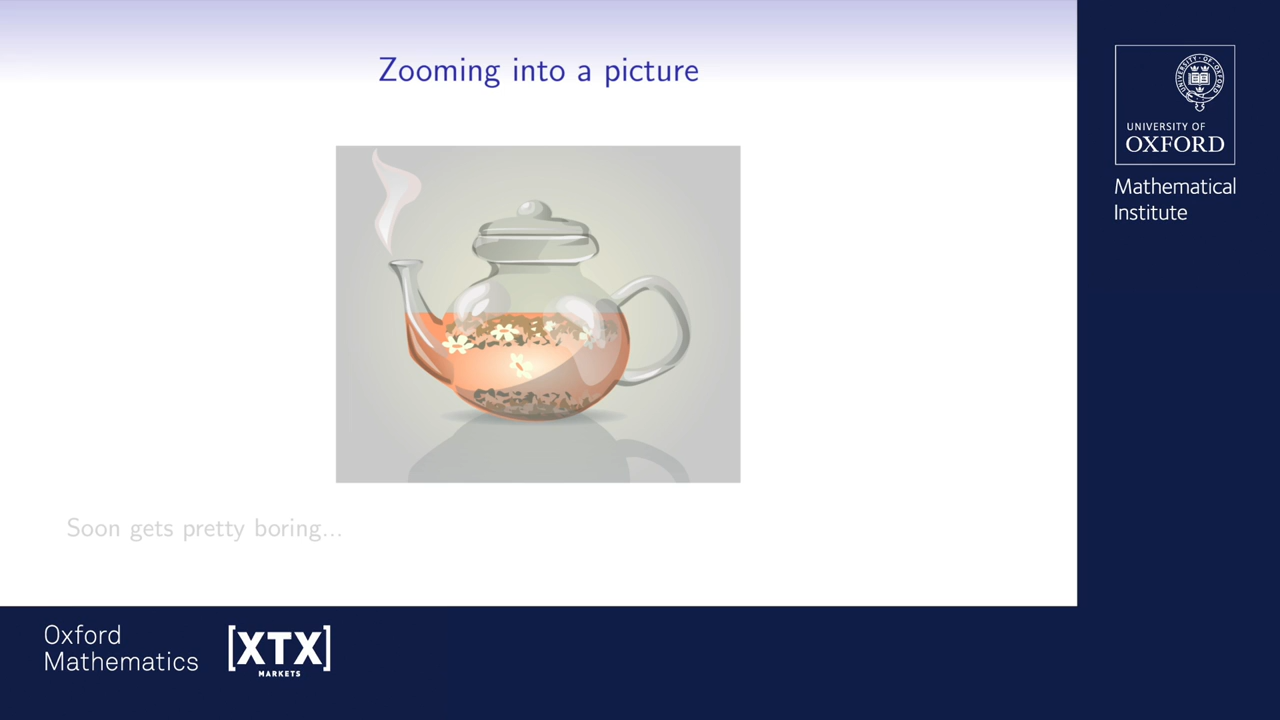 Zooming into a picture
Soon gets pretty boring...
UNIVERSITY OF
OXFORD
Mathematical
Institute
Oxford
Mathematics
[XTX]
MARKETS